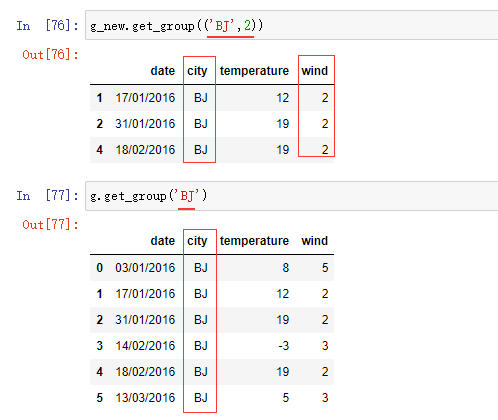 In [76]: g_new.get_group(('BJ',2))
Out[76]:
date city temperature wind
1 17/01/2016 BJ 12 2
2 31/01/2016 BJ 19 2
4 18/02/2016 BJ 19 2
In [77]: g.get_group('BJ')
Out[77]:
date city temperature wind
0 03/01/2016 BJ 8 5
1 17/01/2016 BJ 12 2
2 31/01/2016 BJ 19 2
3 14/02/2016 BJ -3 3
4 18/02/2016 BJ 19 2
5 13/03/2016 BJ 5 3